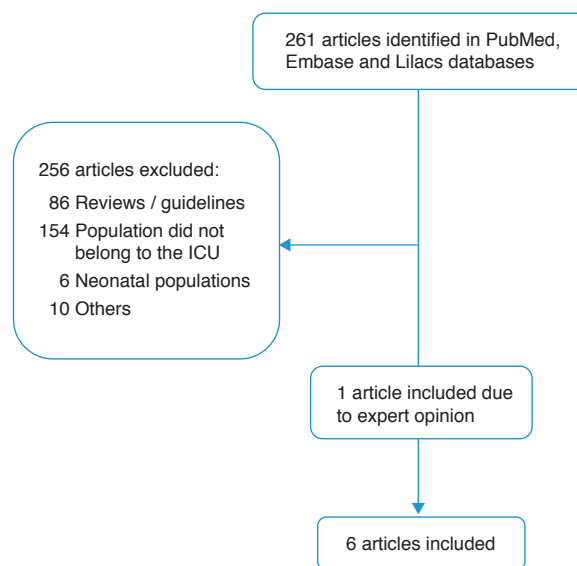 261 articles identified in PubMed,
Embase and Lilacs databases
256 articles excluded:
86 Reviews / guidelines
154 Population did not
belong to the ICU
6 Neonatal populations
10 Others
1 article included due
to expert opinion
6 articles included